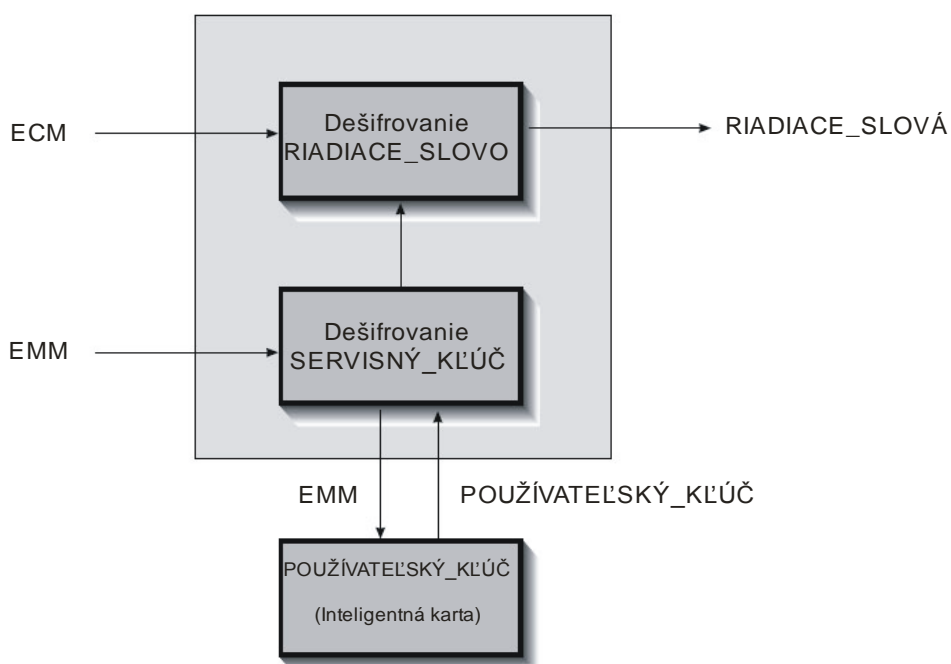 Dešifrovanie
RIADIACE_SLOVO
ECM
RIADIACE_SLOVÁ
Dešifrovanie
SERVISNÝ_KĽÚČ
EMM
EMM
POUŽÍVATEĽSKÝ_KĽÚČ
POUŽÍVATEĽSKÝ_KĽÚČ
(Inteligentná karta)